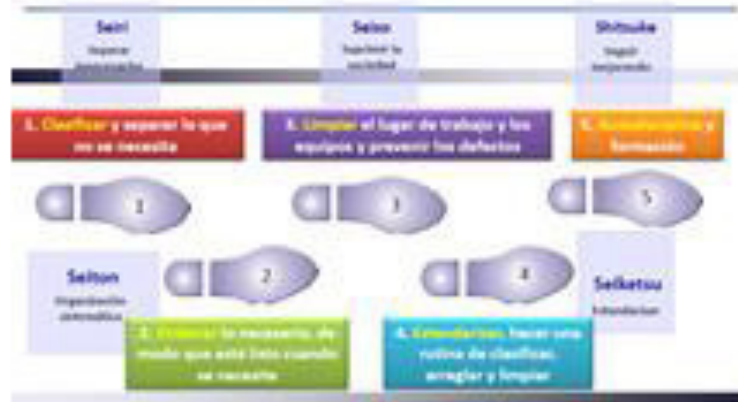 Seiri
Separar
Seiso
Suprimir la
suciedad
Shitsuke
Seguir
mejorando
1. Clasificar y separar lo que
no se necesita
3. Limpiar el lugar de trabajo y los
equipos y prevenir los defectos
5. y
formación
1
3
5
2
4
Seiton
Organización
sistemática
Seiketsu
Estandarizar
2. lo necesario, de
modo que esté listo cuando
se necesite
4. Estandarizar, hacer una
rutina de clasificar,
arreglar y limpiar